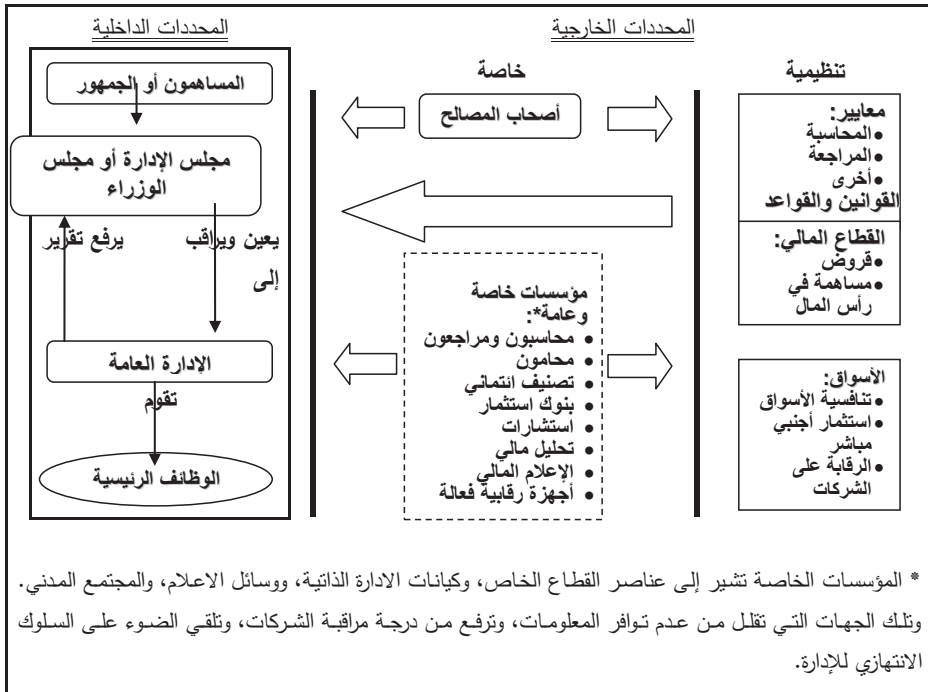 المحددات الخارجية
المحددات الداخلية
تنظيمية
خاصة
معايير:
●المحاسبة
●المراجعة
●أخرى
القوانين والقواعد
القطاع المالي:
●قروض
●مساهمة في
رأس المال
الأسواق:
●تنافسية الأسواق
●استثمار أجنبي
مباشر
●الرقابة على
الشركات
أصحاب المصالح
مؤسسات خاصة
وعامة*:
● محاسبون ومراجعون
● محامون
● تصنيف ائتماني
● بنوك استثمار
● استشارات
● تحليل مالي
● الإعلام المالي
● أجهزة رقابية فعالة
المساهمون أو الجمهور
مجلس الإدارة أو مجلس
الوزراء
يعين ويراقب
يرفع تقرير
إلى
الإدارة العامة
تقوم
الوظائف الرئيسية
* المؤسسات الخاصة تشير إلى عناصر القطاع الخاص، وكيانات الادارة الذاتية، ووسائل الاعلام، والمجتمع المدني.
وتلك الجهات التي تقلل من عدم توافر المعلومات، وترفع من درجة مراقبة الشركات، وتلقي الضوء على السلوك
الانتهازي للإدارة.